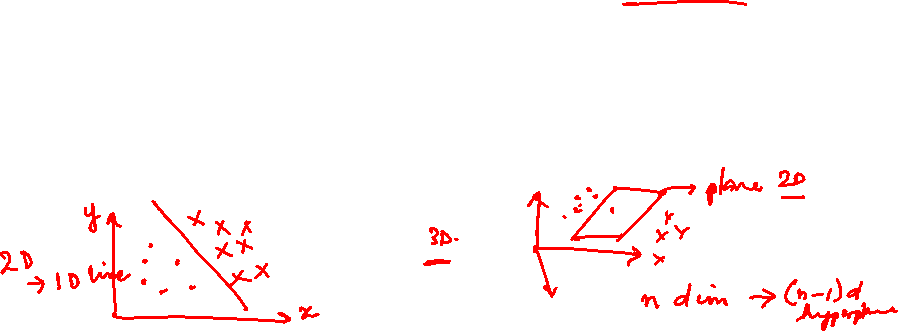 y
2D
→ 1D line
x
3D.
→ plane 2D
n dim → (n-1) d
hyperplane